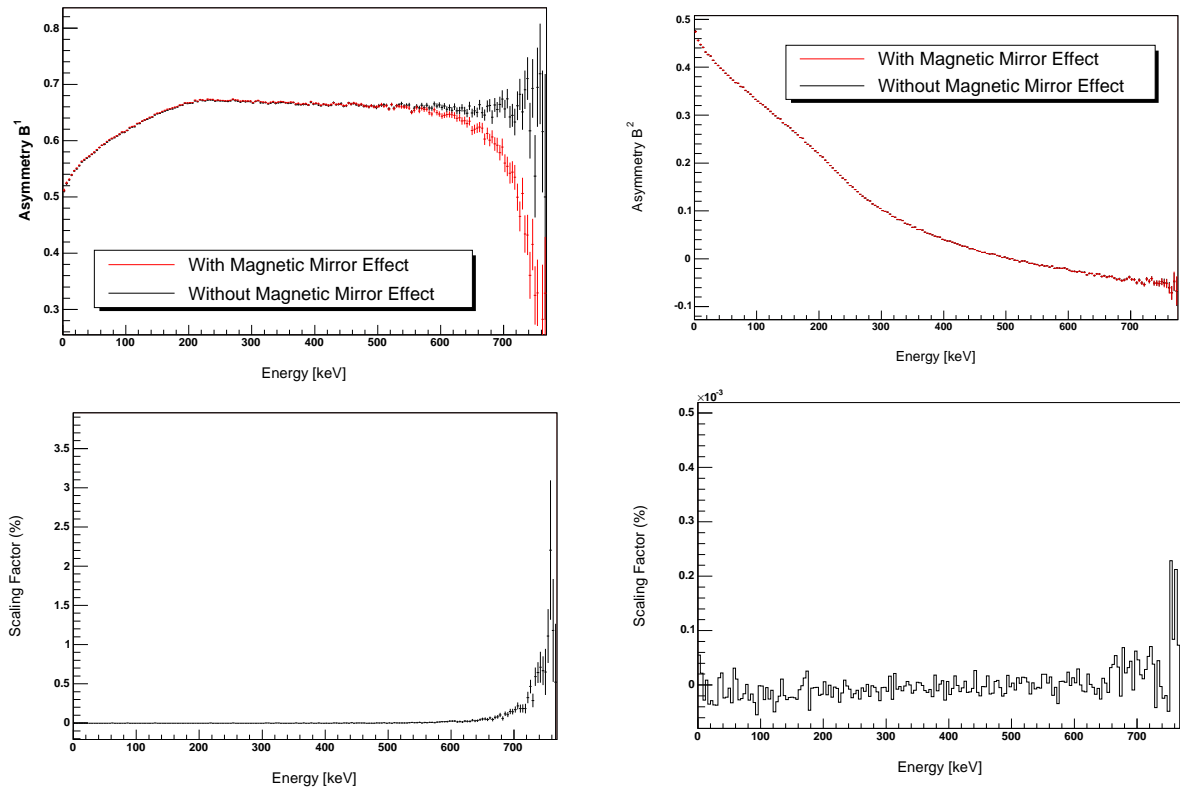 0.8
0.7
0.6
0.5
0.4
0.3
Asymmetry B1
With Magnetic Mirror Effect
Without Magnetic Mirror Effect
0 100 200 300 400 500 600 700
Energy [keV]
0.5
0.4
0.3
0.2
0.1
0
-0.1
Asymmetry B2
With Magnetic Mirror Effect
Without Magnetic Mirror Effect
0 100 200 300 400 500 600 700
Energy [keV]
3.5
3
2.5
2
1.5
1
0.5
0
Scaling Factor (%)
0 100 200 300 400 500 600 700
Energy [keV]
×10-3
0.5
0.4
0.3
0.2
0.1
0
Scaling Factor (%)
0 100 200 300 400 500 600 700
Energy [keV]